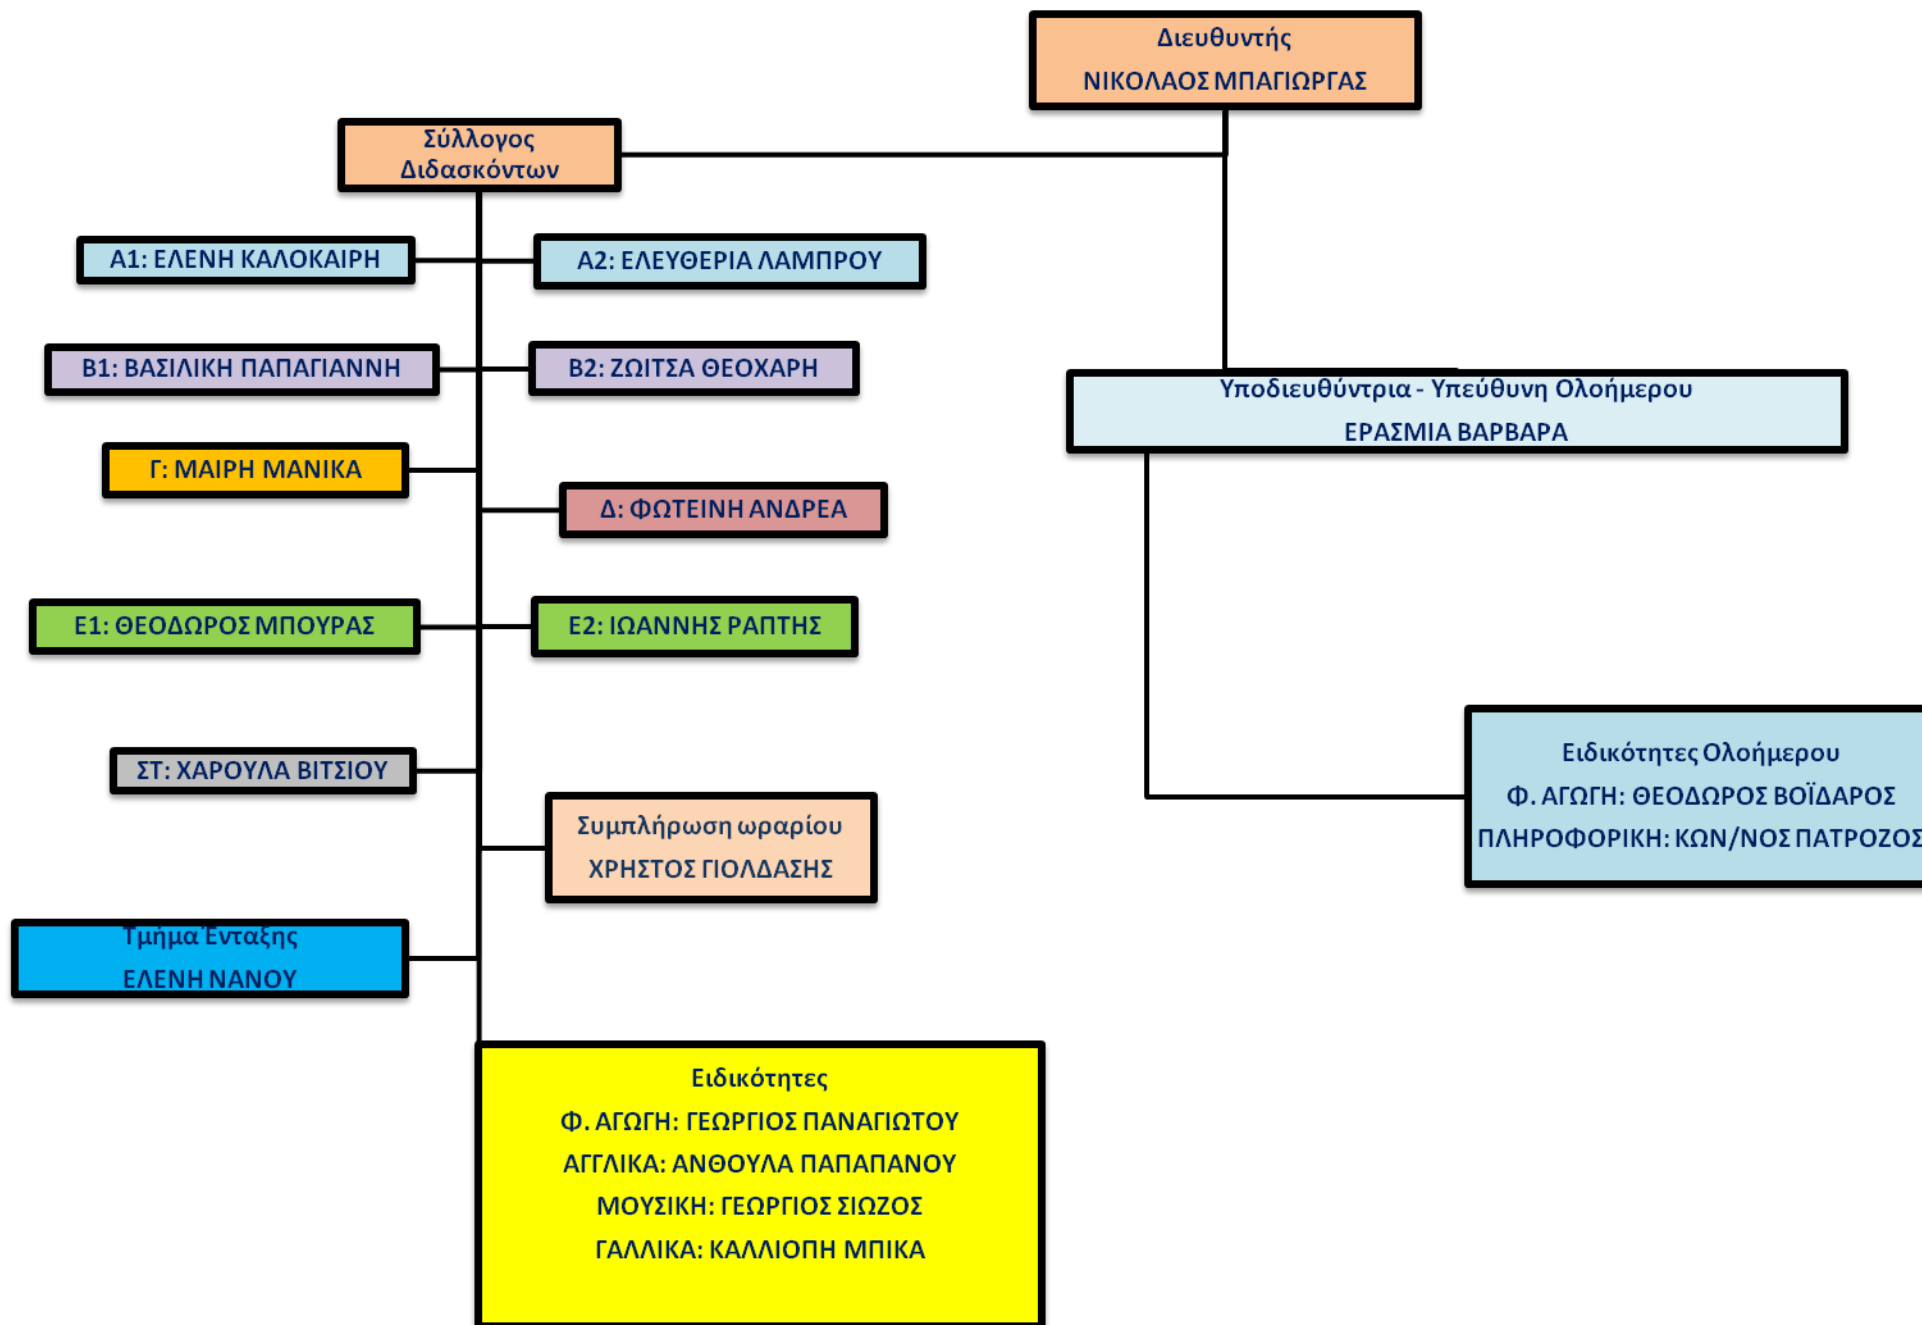 Διευθυντής
ΝΙΚΟΛΑΟΣ ΜΠΑΓΙΩΡΓΑΣ
Σύλλογος
Διδασκόντων
Α1: ΕΛΕΝΗ ΚΑΛΟΚΑΙΡΗ
Α2: ΕΛΕΥΘΕΡΙΑ ΛΑΜΠΡΟΥ
Β1: ΒΑΣΙΛΙΚΗ ΠΑΠΑΓΙΑΝΝΗ
Β2: ΖΩΙΤΣΑ ΘΕΟΧΑΡΗ
Υποδιευθύντρια - Υπεύθυνη Ολοήμερου
ΕΡΑΣΜΙΑ ΒΑΡΒΑΡΑ
Γ: ΜΑΙΡΗ ΜΑΝΙΚΑ
Δ: ΦΩΤΕΙΝΗ ΑΝΔΡΕΑ
Ε1: ΘΕΟΔΩΡΟΣ ΜΠΟΥΡΑΣ
Ε2: ΙΩΑΝΝΗΣ ΡΑΠΤΗΣ
ΣΤ: ΧΑΡΟΥΛΑ ΒΙΤΣΙΟΥ
Ειδικότητες Ολοήμερου
Φ. ΑΓΩΓΗ: ΘΕΟΔΩΡΟΣ ΒΟΪΔΑΡΟΣ
ΠΛΗΡΟΦΟΡΙΚΗ: ΚΩΝ/ΝΟΣ ΠΑΤΡΟΖΟΣ
Συμπλήρωση ωραρίου
ΧΡΗΣΤΟΣ ΓΙΟΛΔΑΣΗΣ
Τμήμα Ένταξης
ΕΛΕΝΗ ΝΑΝΟΥ
Ειδικότητες
Φ. ΑΓΩΓΗ: ΓΕΩΡΓΙΟΣ ΠΑΝΑΓΙΩΤΟΥ
ΑΓΓΛΙΚΑ: ΑΝΘΟΥΛΑ ΠΑΠΑΠΑΝΟΥ
ΜΟΥΣΙΚΗ: ΓΕΩΡΓΙΟΣ ΣΙΩΖΟΣ
ΓΑΛΛΙΚΑ: ΚΑΛΛΙΟΠΗ ΜΠΙΚΑ